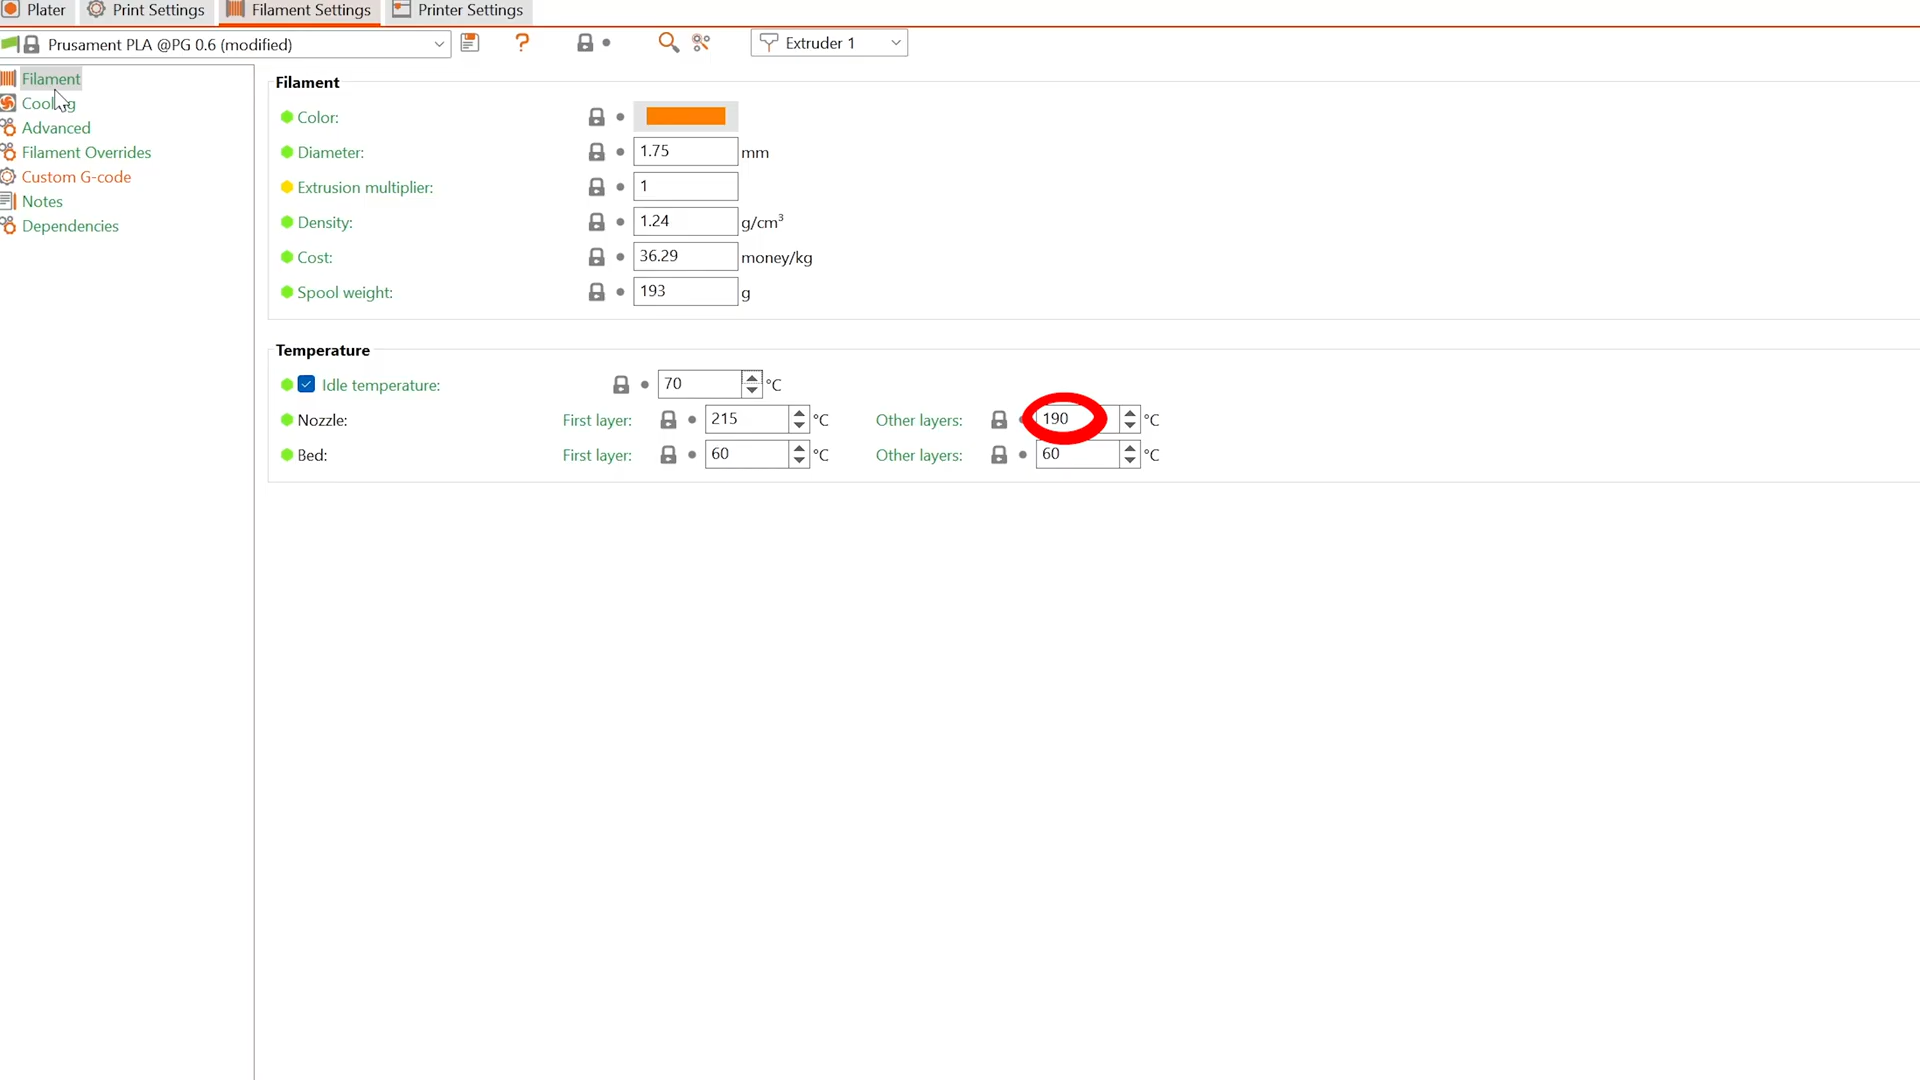 Plater Print Settings Filament Settings Printer Settings
Prusament PLA @PG 0.6 (modified) ? Extruder 1
Filament
Cooling
Advanced
Filament Overrides
Custom G-code
Notes
Dependencies
Filament
Color:
Diameter: 1.75 mm
Extrusion multiplier: 1
Density: 1.24 g/cm³
Cost: 36.29 money/kg
Spool weight: 193 g
Temperature
Idle temperature: 70 °C
Nozzle: First layer: 215 °C Other layers: 190 °C
Bed: First layer: 60 °C Other layers: 60 °C